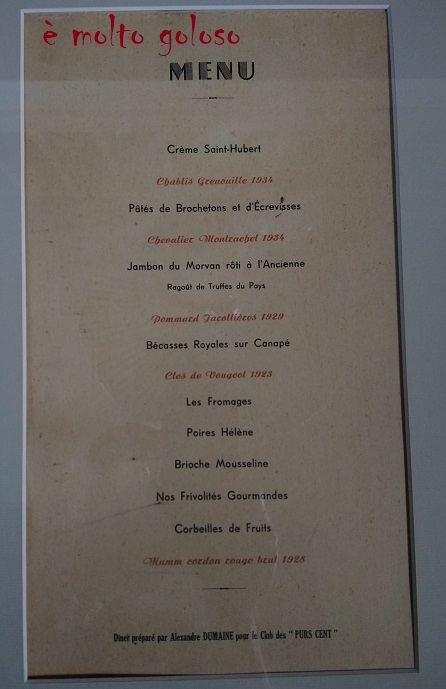 è molto goloso
MENU
Crème Saint-Hubert
Chablis Grenouille 1934
Pâtés de Brochetons et d'Écrevisses
Chevalier Montrachet 1934
Jambon du Morvan rôti à l'Ancienne
Ragoût de Truffes du Pays
Pommard Jarollières 1929
Bécasses Royales sur Canapé
Clos de Vougeot 1923
Les Fromages
Poires Hélène
Brioche Mousseline
Nos Frivolités Gourmandes
Corbeilles de Fruits
Mumm cordon rouge brut 1928
Diner préparé par Alexandre DUMAINE pour le Club des " PURS CENT "